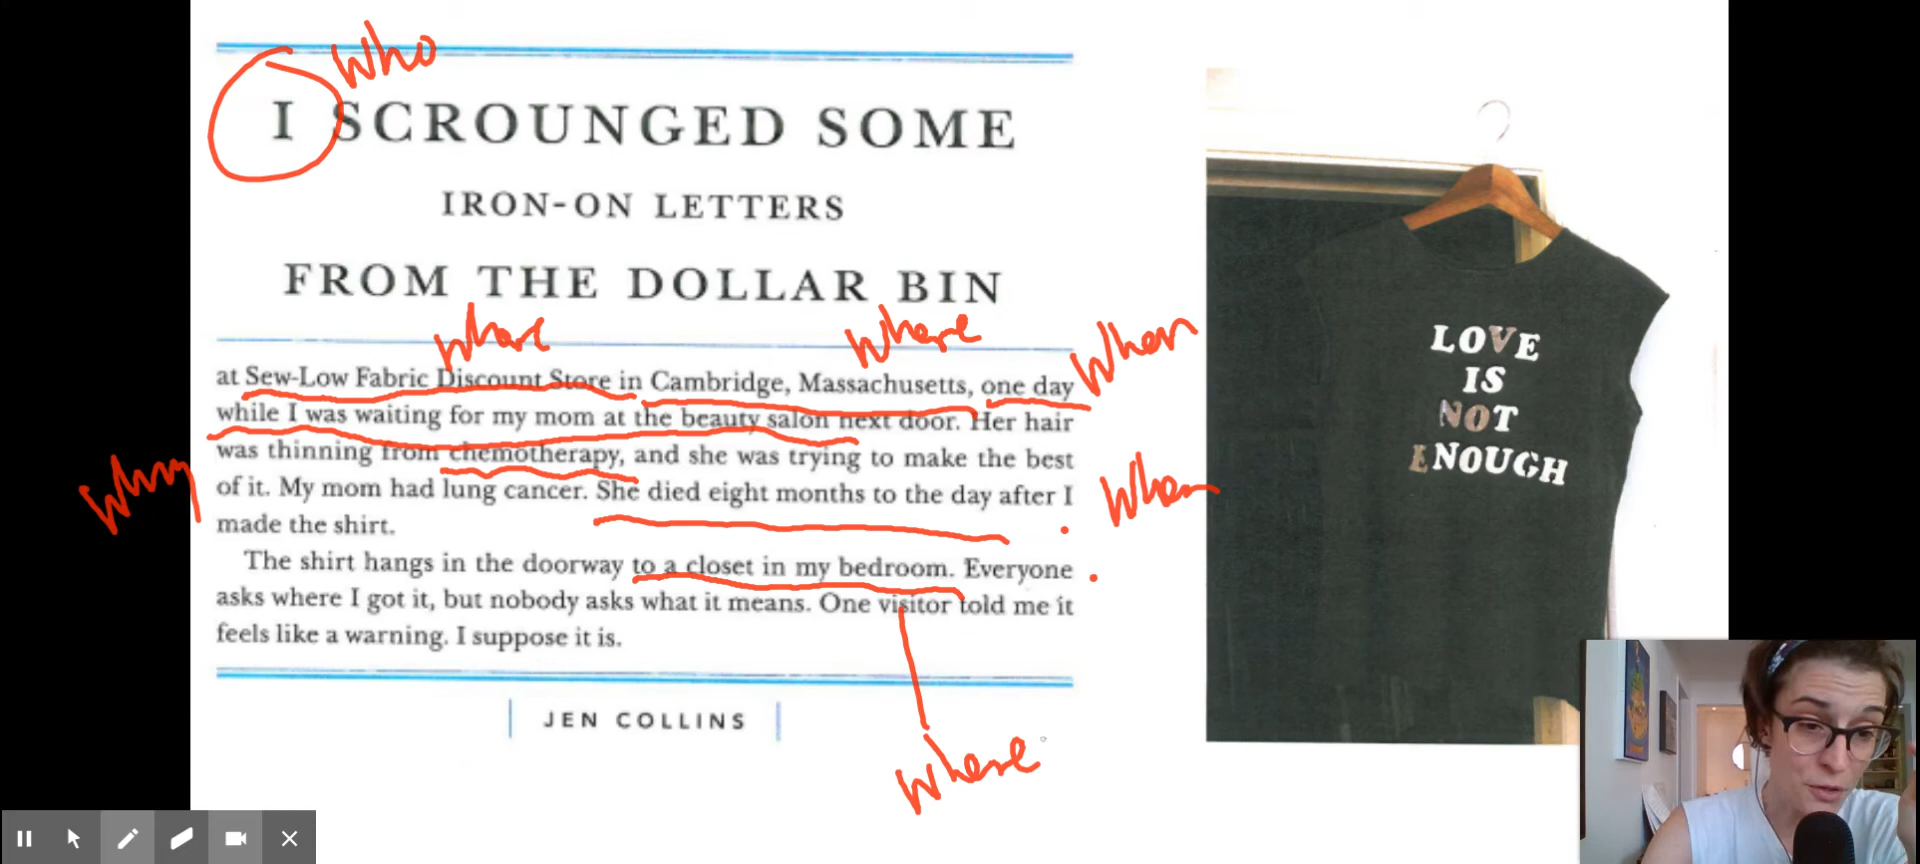 Who
I SCROUNGED SOME
IRON-ON LETTERS
FROM THE DOLLAR BIN
where
where
when
at Sew-Low Fabric Discount Store in Cambridge, Massachusetts, one day
while I was waiting for my mom at the beauty salon next door. Her hair
was thinning from chemotherapy, and she was trying to make the best
Why
of it. My mom had lung cancer. She died eight months to the day after I
When
made the shirt.
The shirt hangs in the doorway to a closet in my bedroom. Everyone
asks where I got it, but nobody asks what it means. One visitor told me it
feels like a warning. I suppose it is.
JEN COLLINS
where
LOVE
IS
NOT
ENOUGH